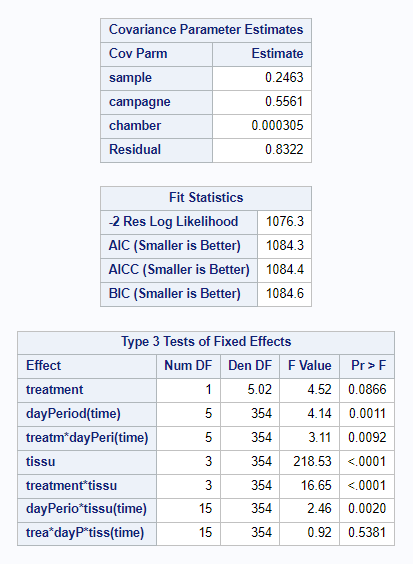 Covariance Parameter Estimates
Cov Parm Estimate
sample 0.2463
campagne 0.5561
chamber 0.000305
Residual 0.8322
Fit Statistics
-2 Res Log Likelihood 1076.3
AIC (Smaller is Better) 1084.3
AICC (Smaller is Better) 1084.4
BIC (Smaller is Better) 1084.6
Type 3 Tests of Fixed Effects
Effect Num DF Den DF F Value Pr > F
treatment 1 5.02 4.52 0.0866
dayPeriod(time) 5 354 4.14 0.0011
treatm*dayPeri(time) 5 354 3.11 0.0092
tissu 3 354 218.53 <.0001
treatment*tissu 3 354 16.65 <.0001
dayPerio*tissu(time) 15 354 2.46 0.0020
trea*dayP*tiss(time) 15 354 0.92 0.5381